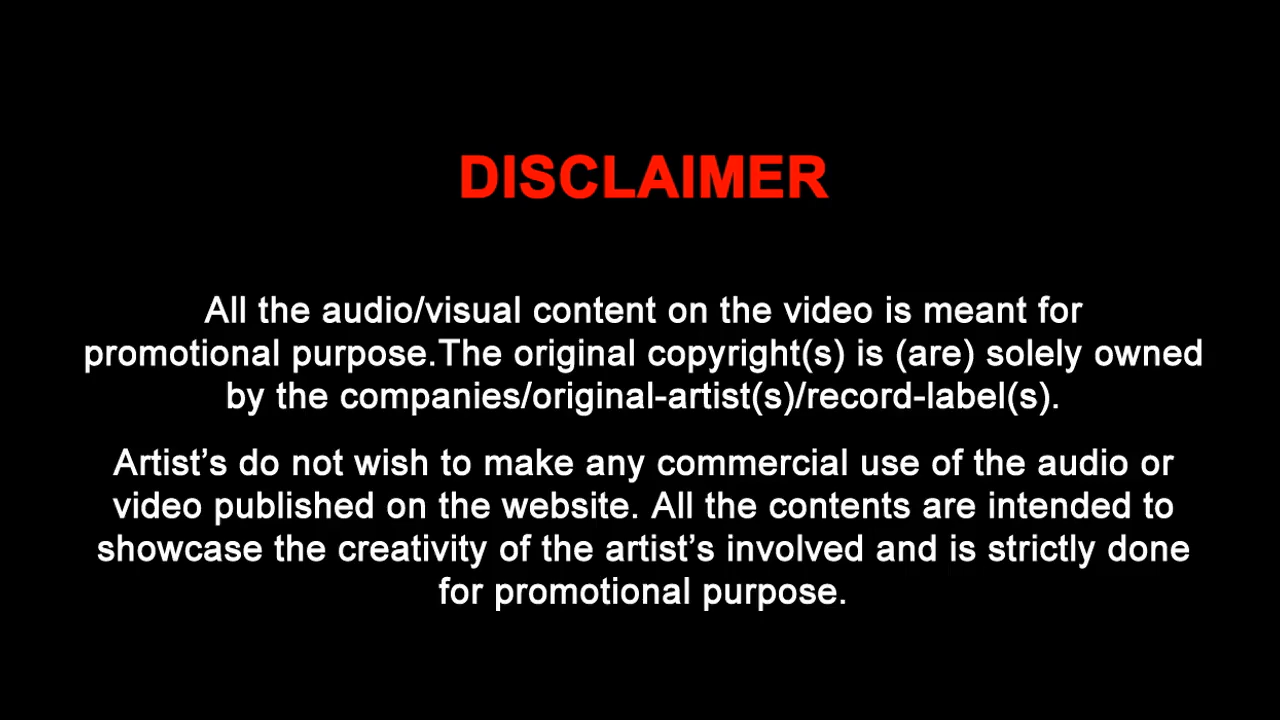 DISCLAIMER
All the audio/visual content on the video is meant for
promotional purpose.The original copyright(s) is (are) solely owned
by the companies/original-artist(s)/record-label(s).
Artist’s do not wish to make any commercial use of the audio or
video published on the website. All the contents are intended to
showcase the creativity of the artist’s involved and is strictly done
for promotional purpose.